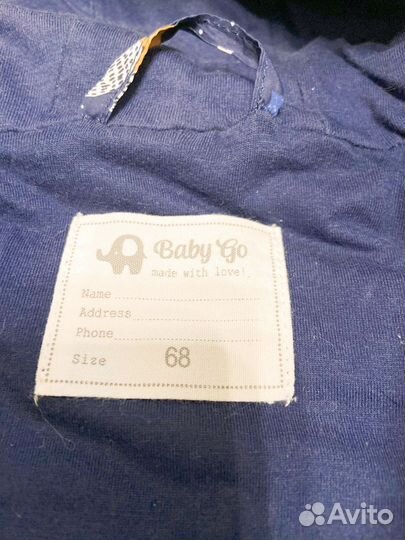 Baby Go
made with love!
Name
Address
Phone
Size 68
Avito